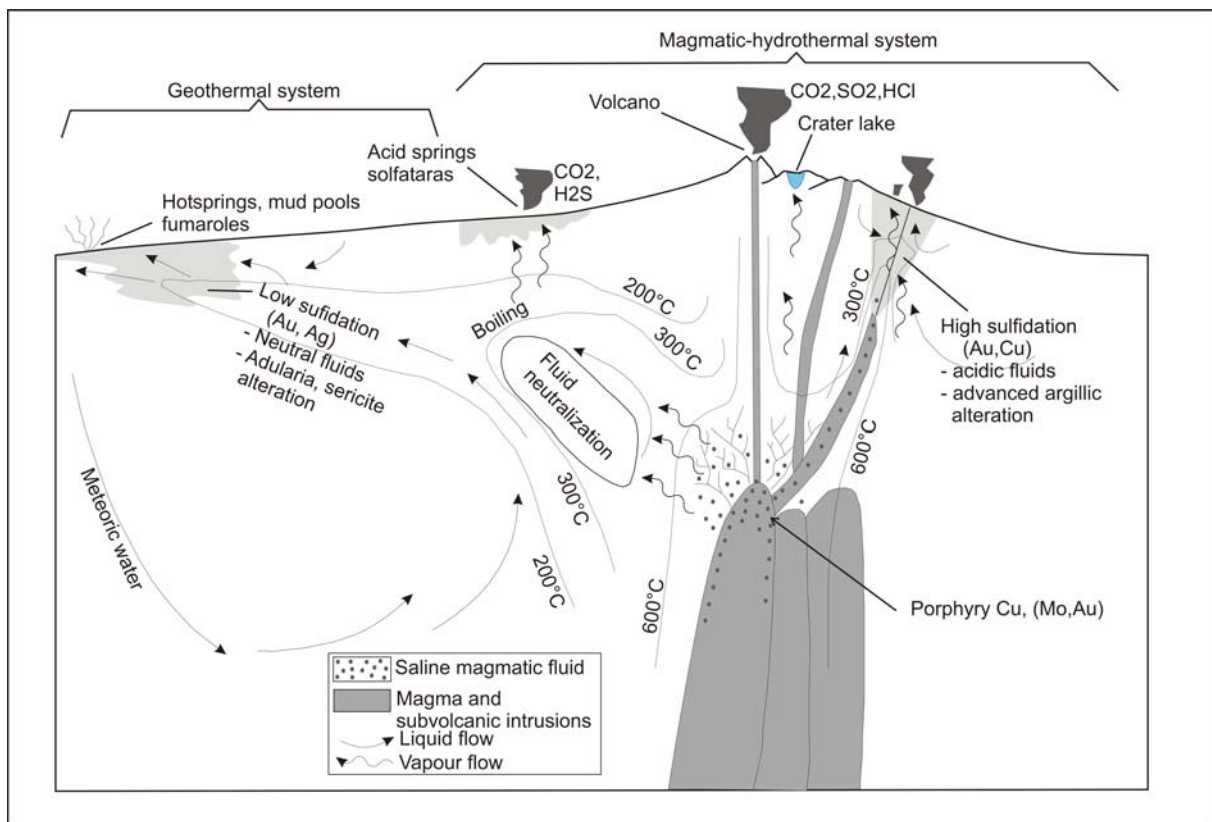 Magmatic-hydrothermal system
Geothermal system
Volcano
CO2,SO2,HCl
Crater lake
Acid springs
solfataras
CO2,
H2S
Hotsprings, mud pools
fumaroles
Low sufidation
(Au, Ag)
- Neutral fluids
- Adularia, sericite
alteration
Boiling
200°C
300°C
300°C
High sulfidation
(Au,Cu)
- acidic fluids
- advanced argillic
alteration
Fluid
neutralization
Meteoric water
300°C
200°C
600°C
600°C
Porphyry Cu, (Mo,Au)
Saline magmatic fluid
Magma and
subvolcanic intrusions
Liquid flow
Vapour flow